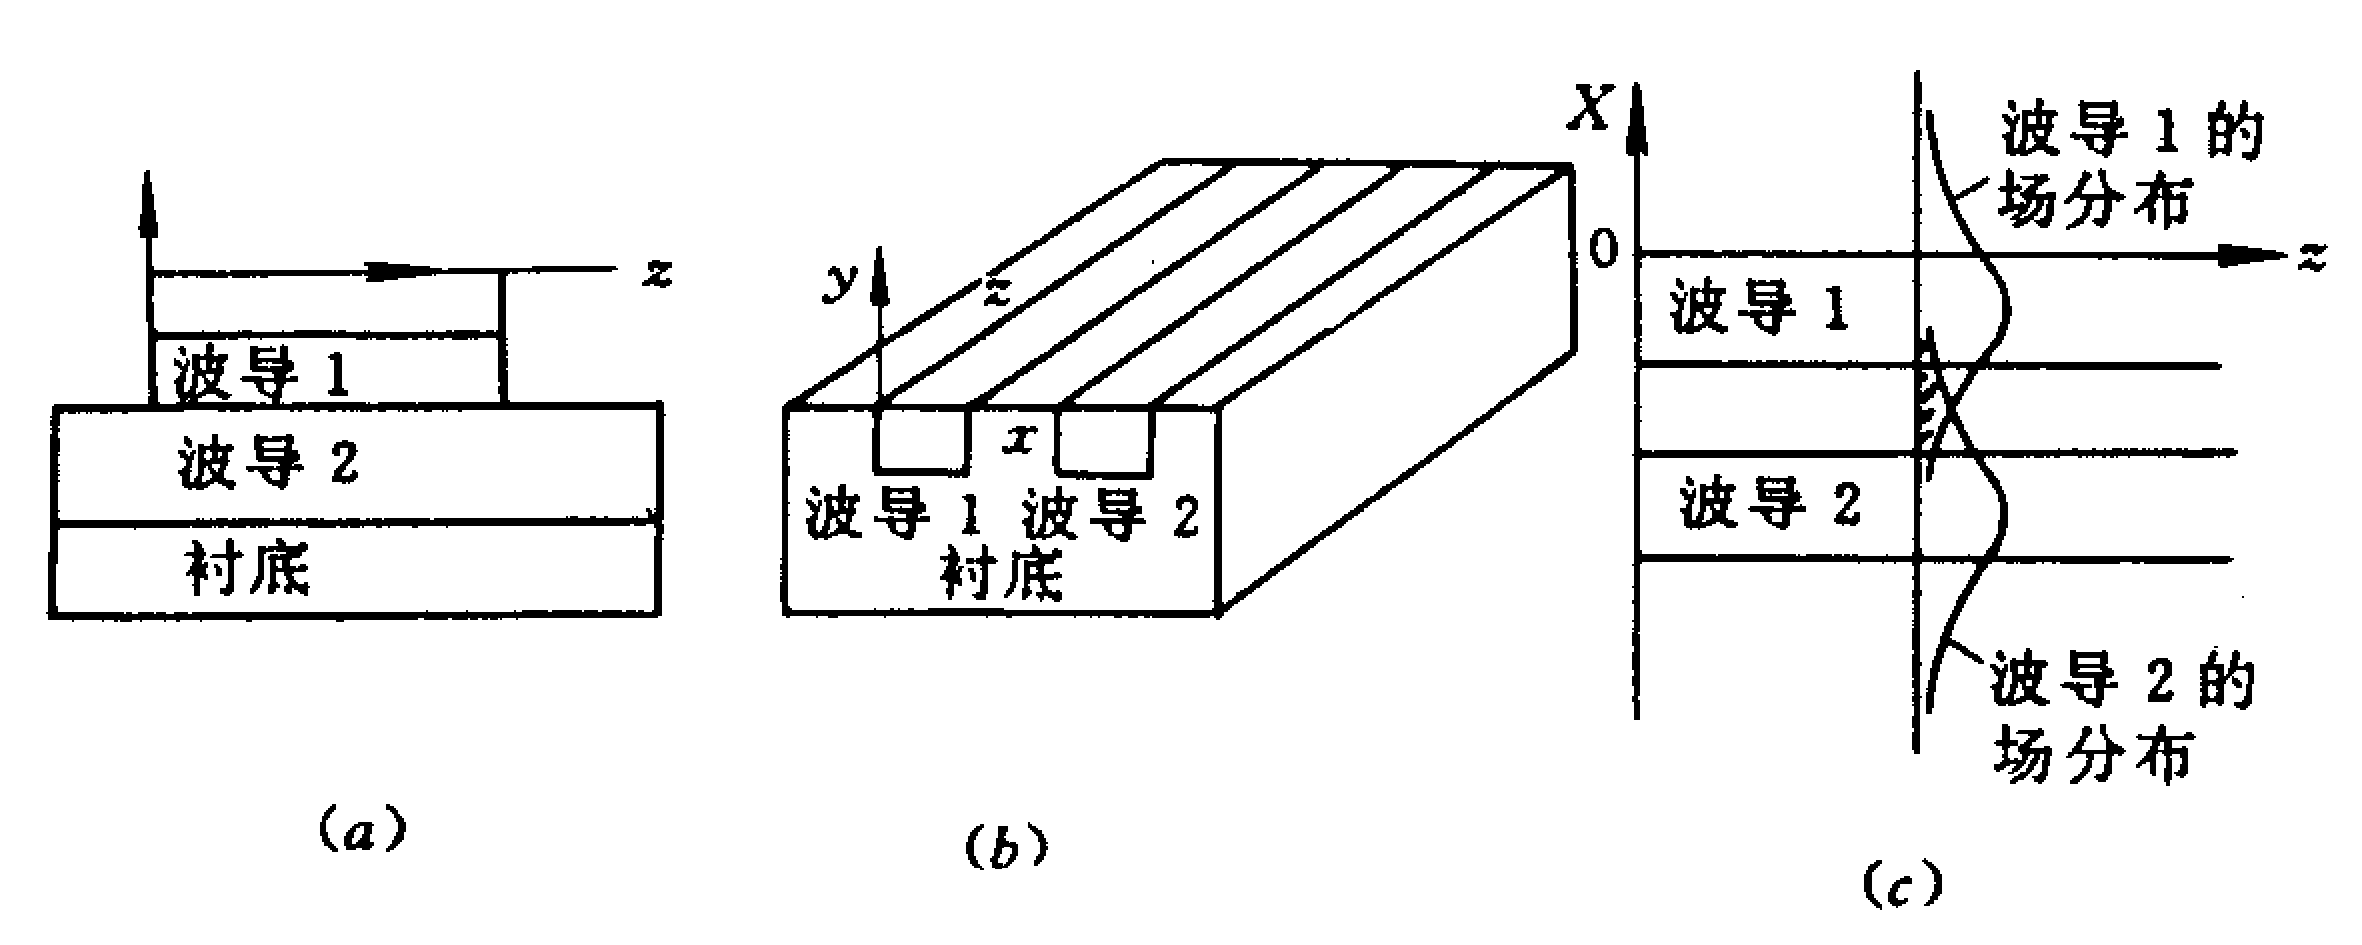 z
波导 1
波导 2
衬底
(a)
y
z
x
波导 1 波导 2
衬底
(b)
X
波导 1 的
场分布
0
z
波导 1
波导 2
波导 2 的
场分布
(c)